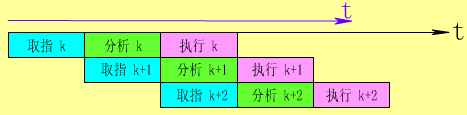 t
t
取指 k 分析 k 执行 k
取指 k+1 分析 k+1 执行 k+1
取指 k+2 分析 k+2 执行 k+2